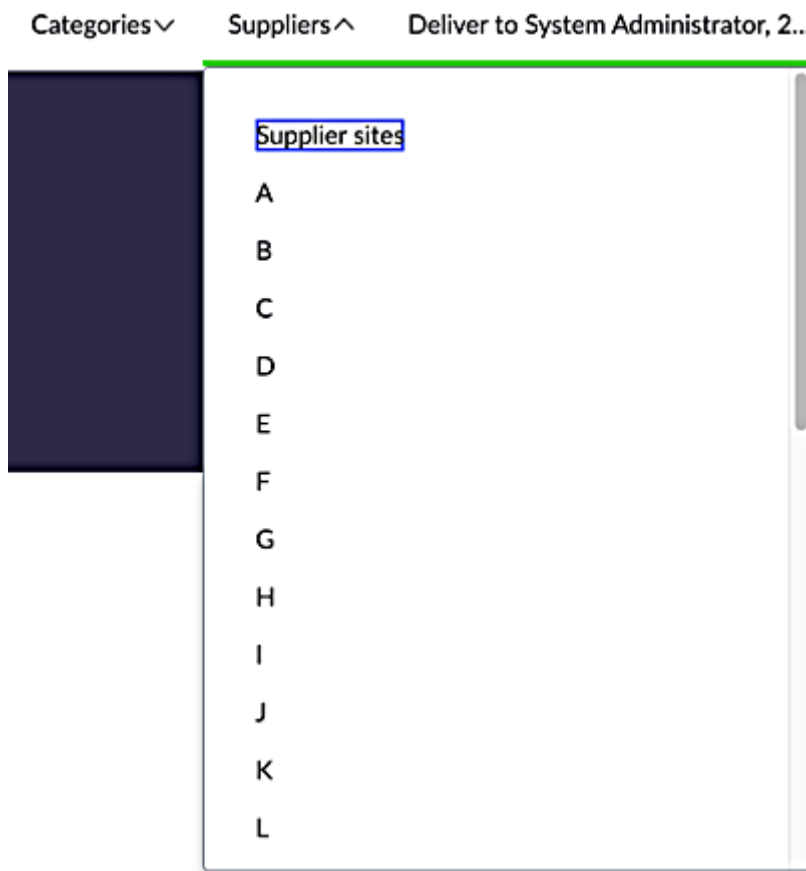 Categories Suppliers Deliver to System Administrator, 2...
Supplier sites
A
B
C
D
E
F
G
H
I
J
K
L